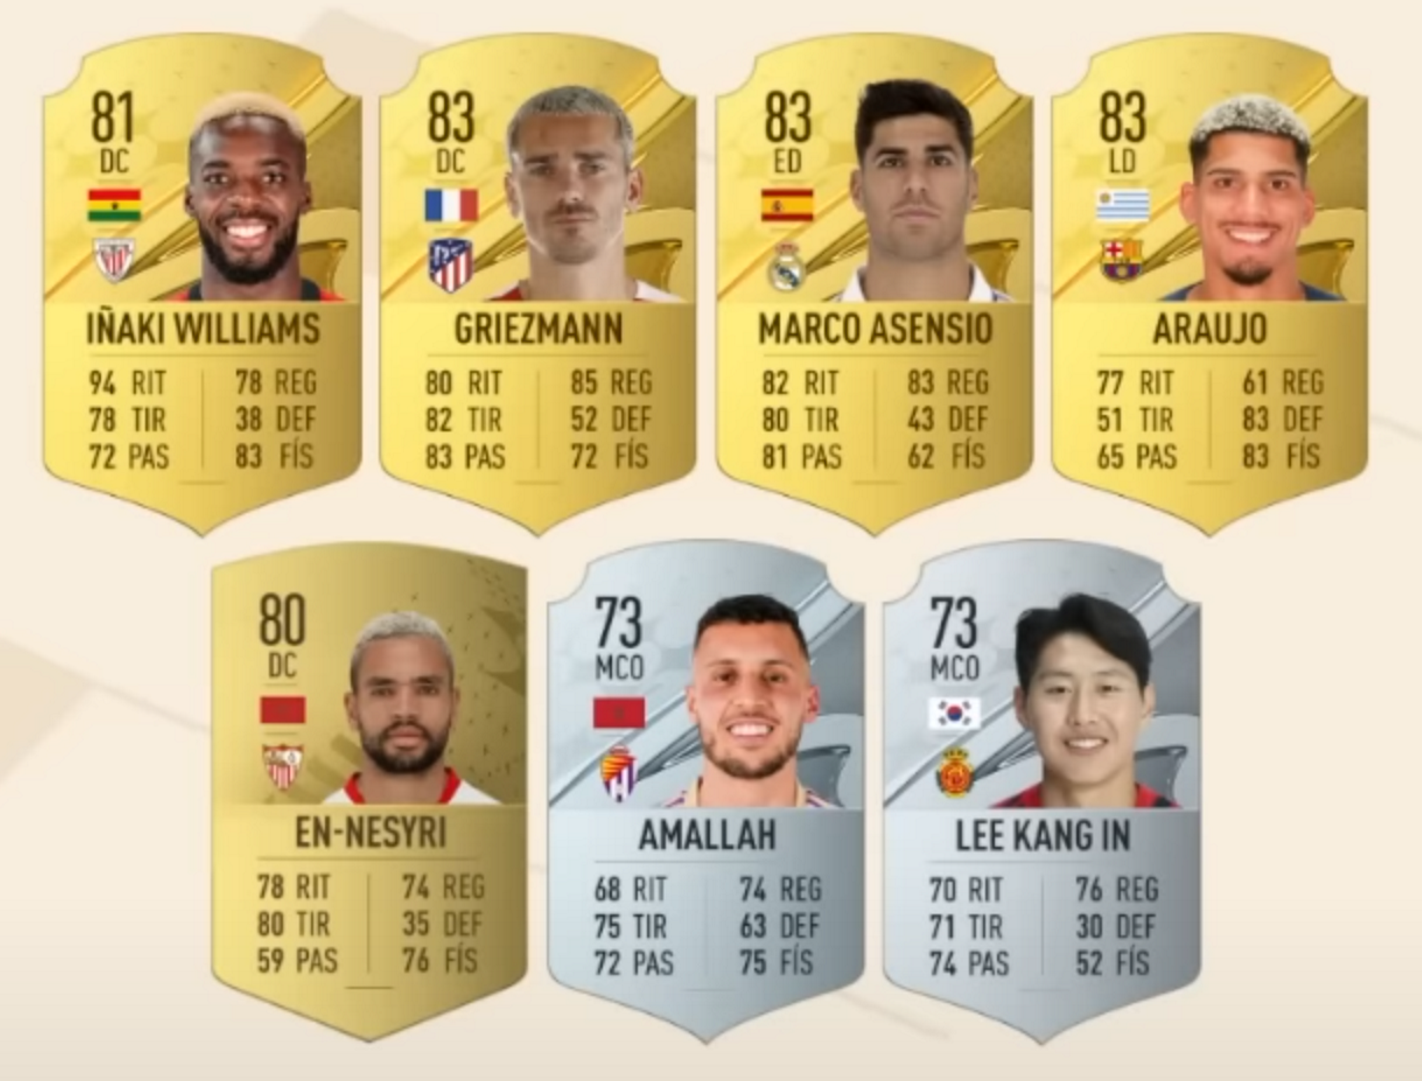 81
DC
IÑAKI WILLIAMS
94 RIT 78 REG
78 TIR 38 DEF
72 PAS 83 FÍS
83
DC
GRIEZMANN
80 RIT 85 REG
82 TIR 52 DEF
83 PAS 72 FÍS
83
ED
MARCO ASENSIO
82 RIT 83 REG
80 TIR 43 DEF
81 PAS 62 FÍS
83
LD
ARAUJO
77 RIT 61 REG
51 TIR 83 DEF
65 PAS 83 FÍS
80
DC
EN-NESYRI
78 RIT 74 REG
80 TIR 35 DEF
59 PAS 76 FÍS
73
MCO
AMALLAH
68 RIT 74 REG
75 TIR 63 DEF
72 PAS 75 FÍS
73
MCO
LEE KANG IN
70 RIT 76 REG
71 TIR 30 DEF
74 PAS 52 FÍS